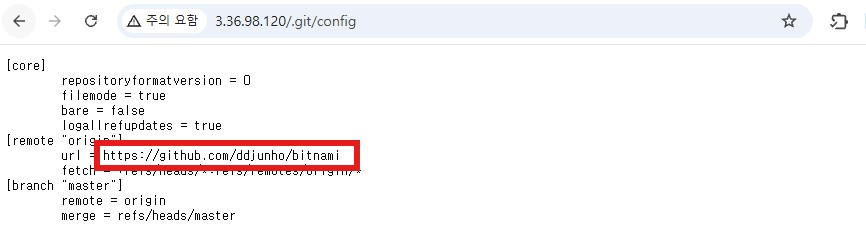 주의 요함 3.36.98.120/.git/config
[core]
repositoryformatversion = 0
filemode = true
bare = false
logallrefupdates = true
[remote "origin"]
url = https://github.com/ddjunho/bitnami
fetch = +refs/heads/*:refs/remotes/origin/*
[branch "master"]
remote = origin
merge = refs/heads/master